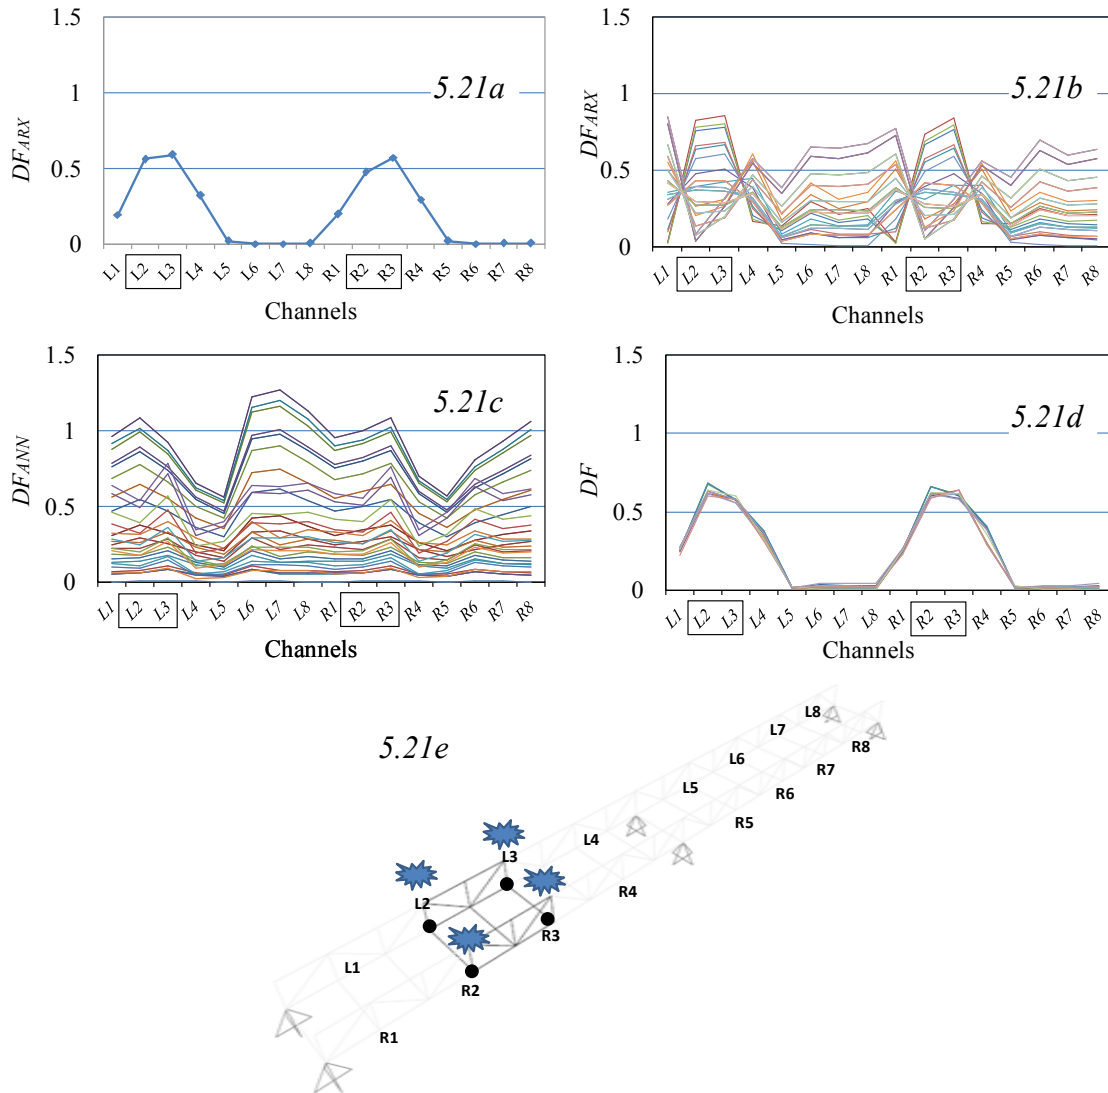 1.5
1
0.5
0
DFARX
5.21a
L1 L2 L3 L4 L5 L6 L7 L8 R1 R2 R3 R4 R5 R6 R7 R8
Channels
1.5
1
0.5
0
DFARX
5.21b
L1 L2 L3 L4 L5 L6 L7 L8 R1 R2 R3 R4 R5 R6 R7 R8
Channels
1.5
1
0.5
0
DFANN
5.21c
L1 L2 L3 L4 L5 L6 L7 L8 R1 R2 R3 R4 R5 R6 R7 R8
Channels
1.5
1
0.5
0
DF
5.21d
L1 L2 L3 L4 L5 L6 L7 L8 R1 R2 R3 R4 R5 R6 R7 R8
Channels
5.21e
L8
L7
R8
L6
R7
L5
R6
R5
L4
L3
R4
L2
R3
L1
R2
R1